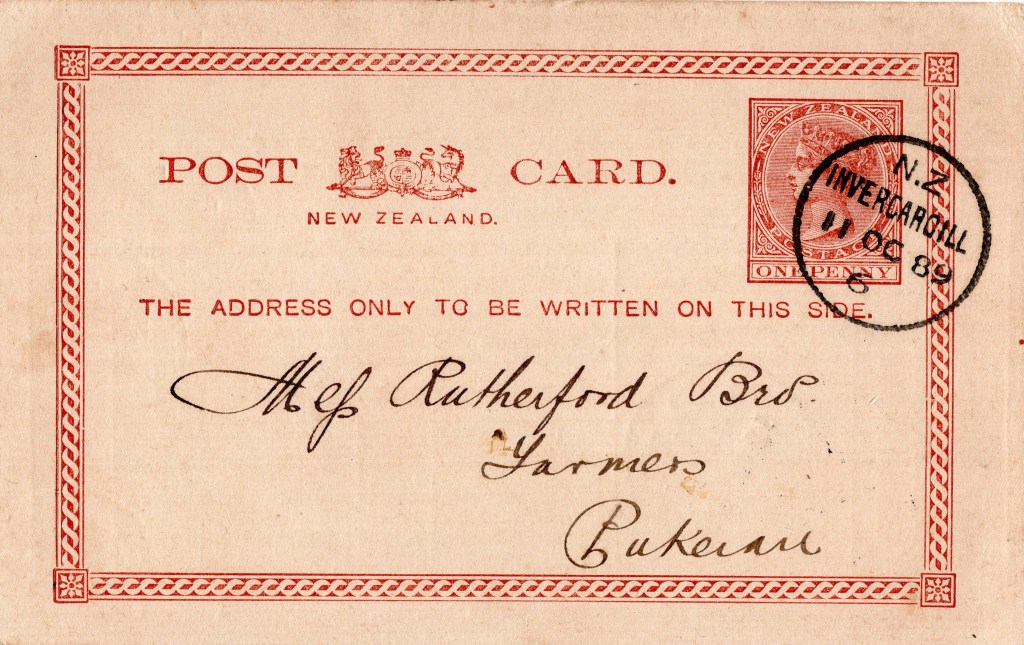 POST CARD.
NEW ZEALAND.
NEW ZEALAND
POSTAGE
ONE PENNY
N.Z
INVERCARGILL
11 OC 89
6
THE ADDRESS ONLY TO BE WRITTEN ON THIS SIDE.
Mess Rutherford Bros.
Farmers
Pukerau